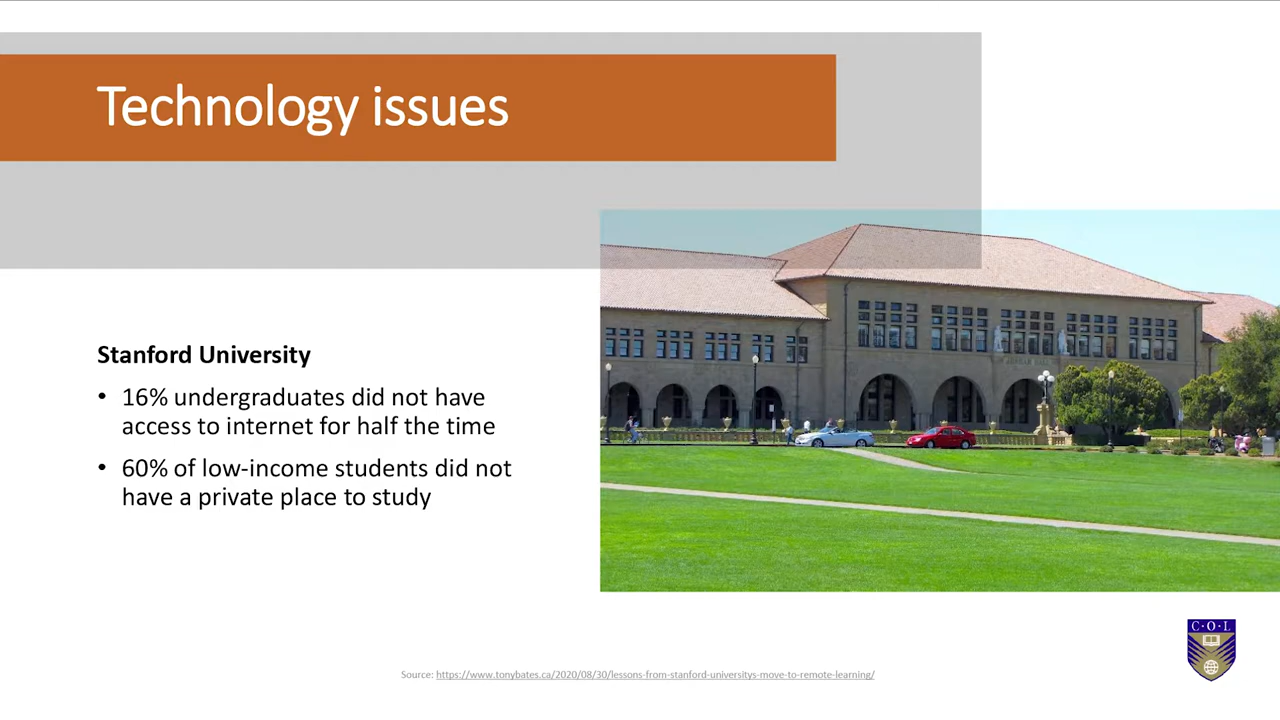 Technology issues
Stanford University
• 16% undergraduates did not have
access to internet for half the time
• 60% of low-income students did not
have a private place to study
C·O·L
Source: https://www.tonybates.ca/2020/08/30/lessons-from-stanford-universitys-move-to-remote-learning/